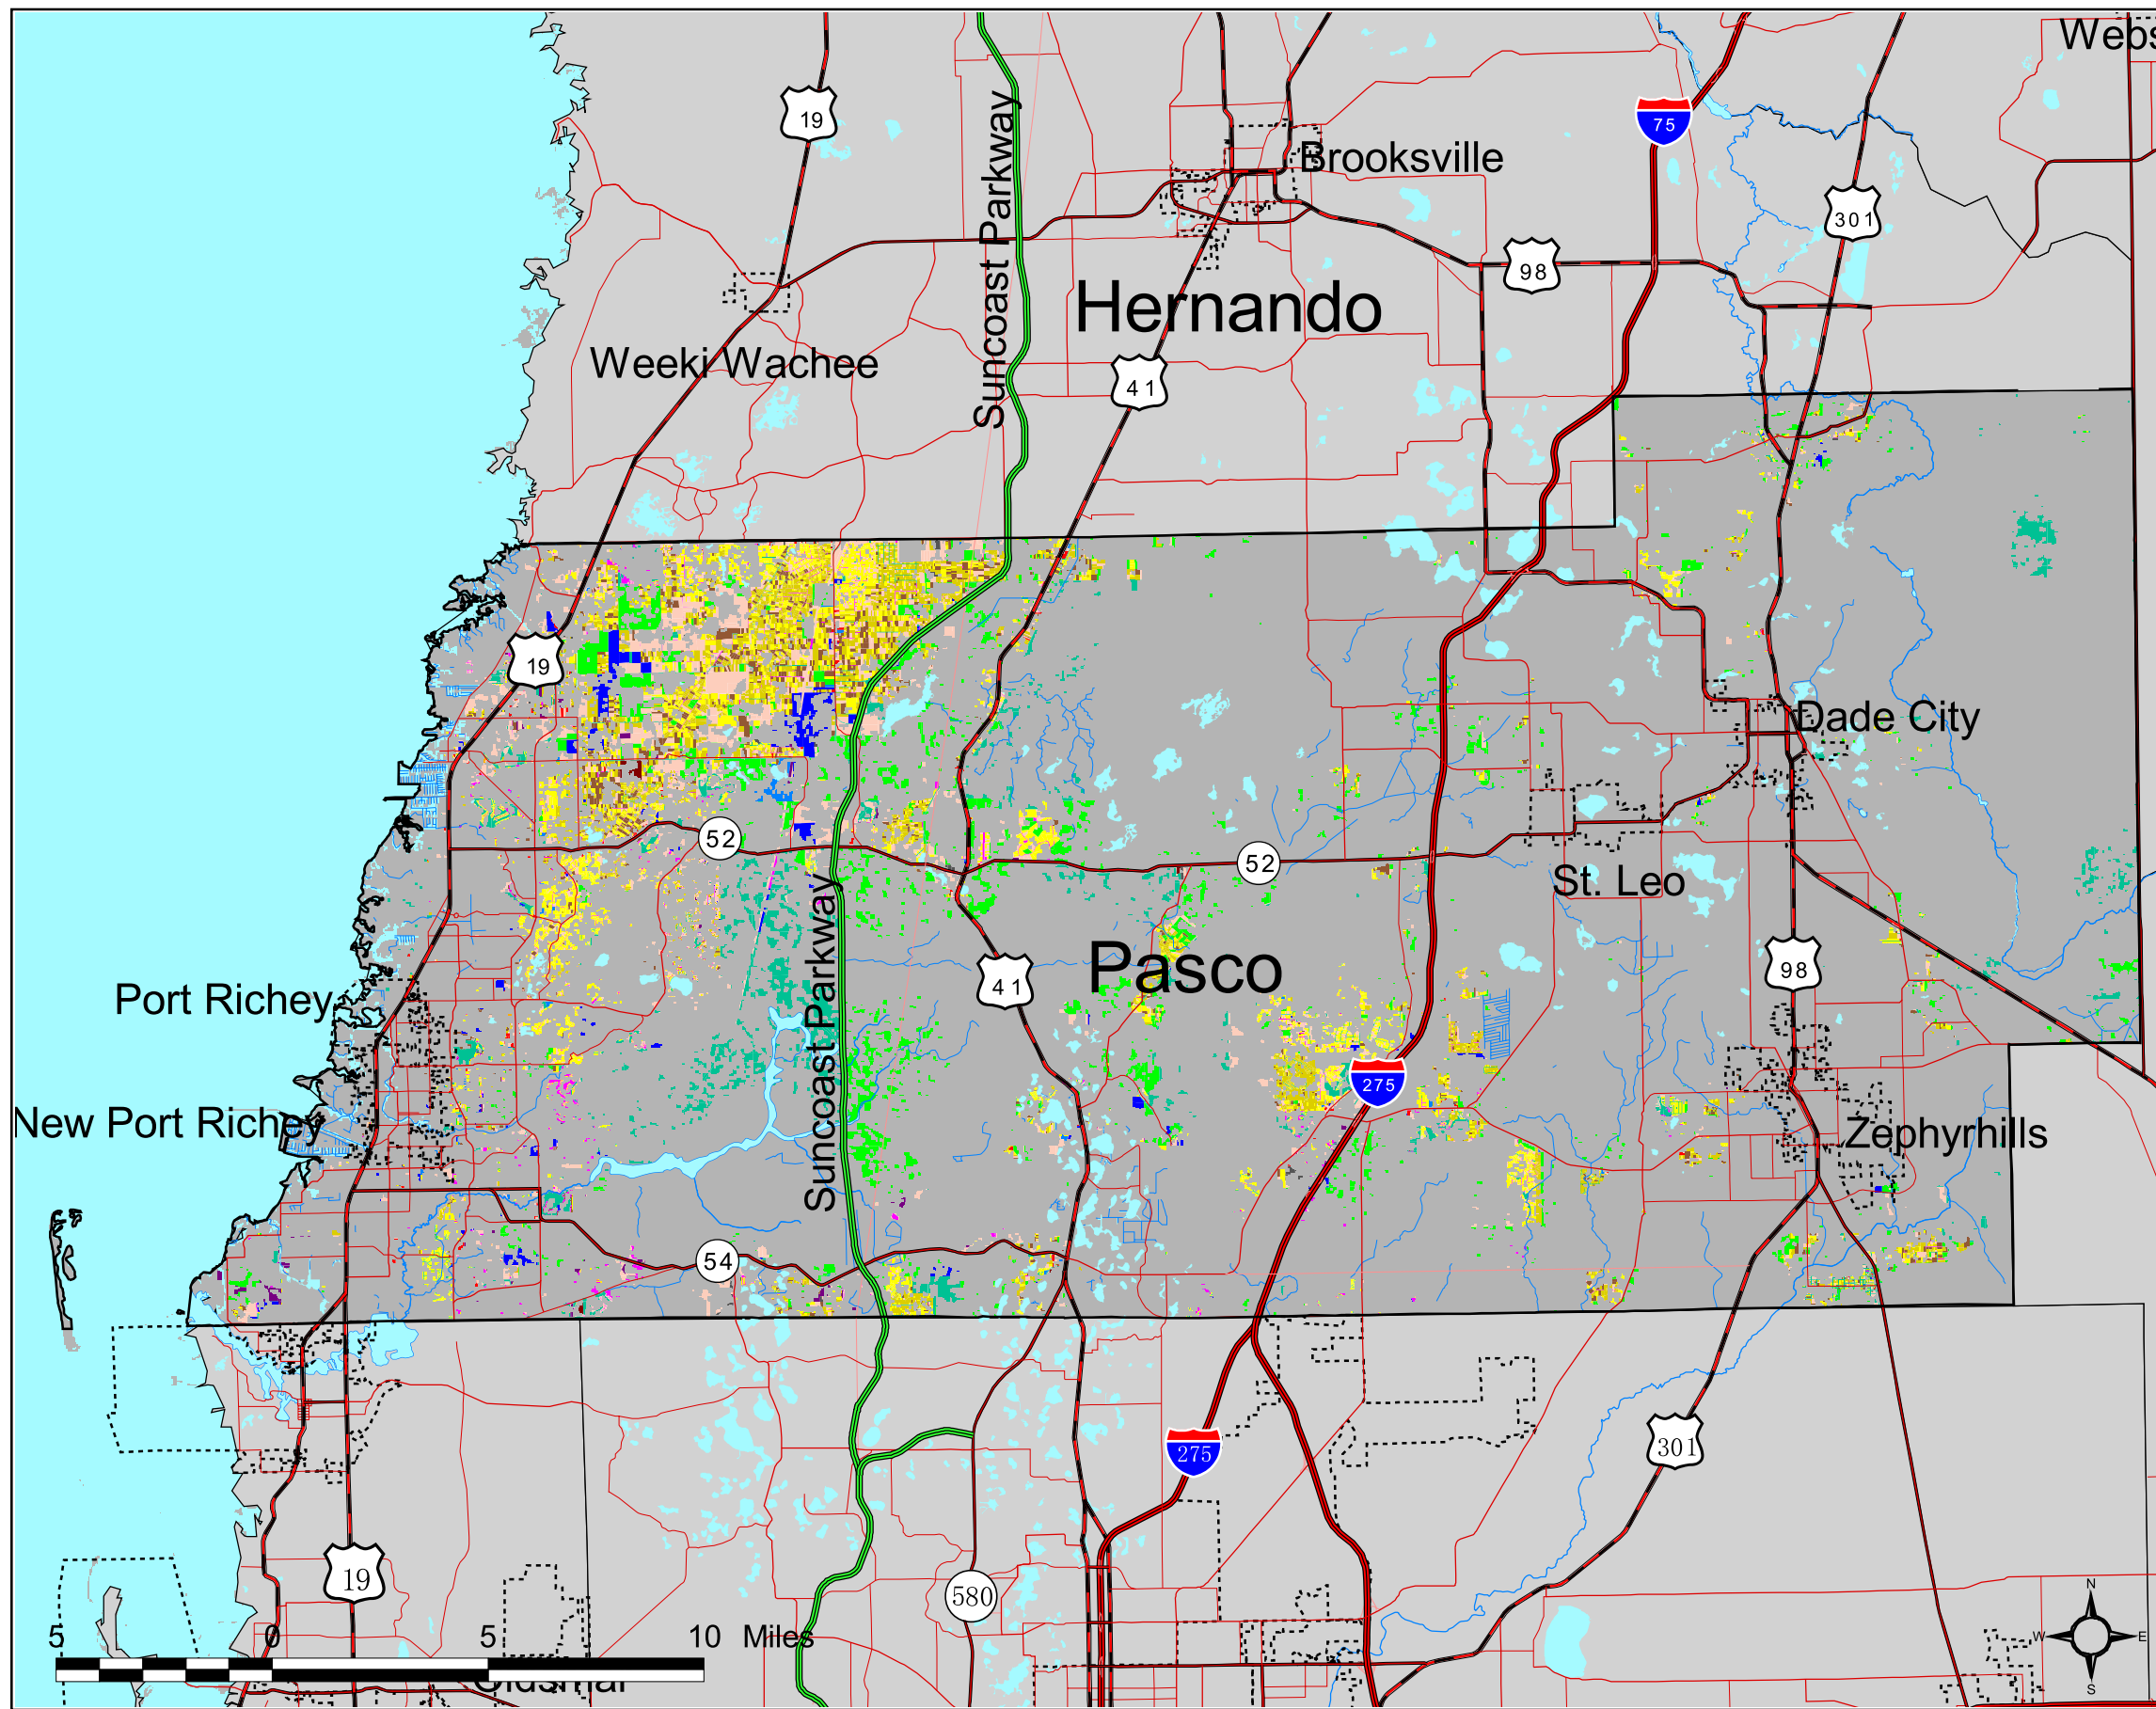 Webs
19
75
Suncoast Parkway
Brooksville
301
98
Hernando
Weeki Wachee
41
19
Dade City
52
52
St. Leo
Suncoast Parkway
Pasco
98
41
Port Richey
275
New Port Richey
Zephyrhills
54
275
301
19
580
N
W
E
S
5
0
5
10 Miles
Oldsmar